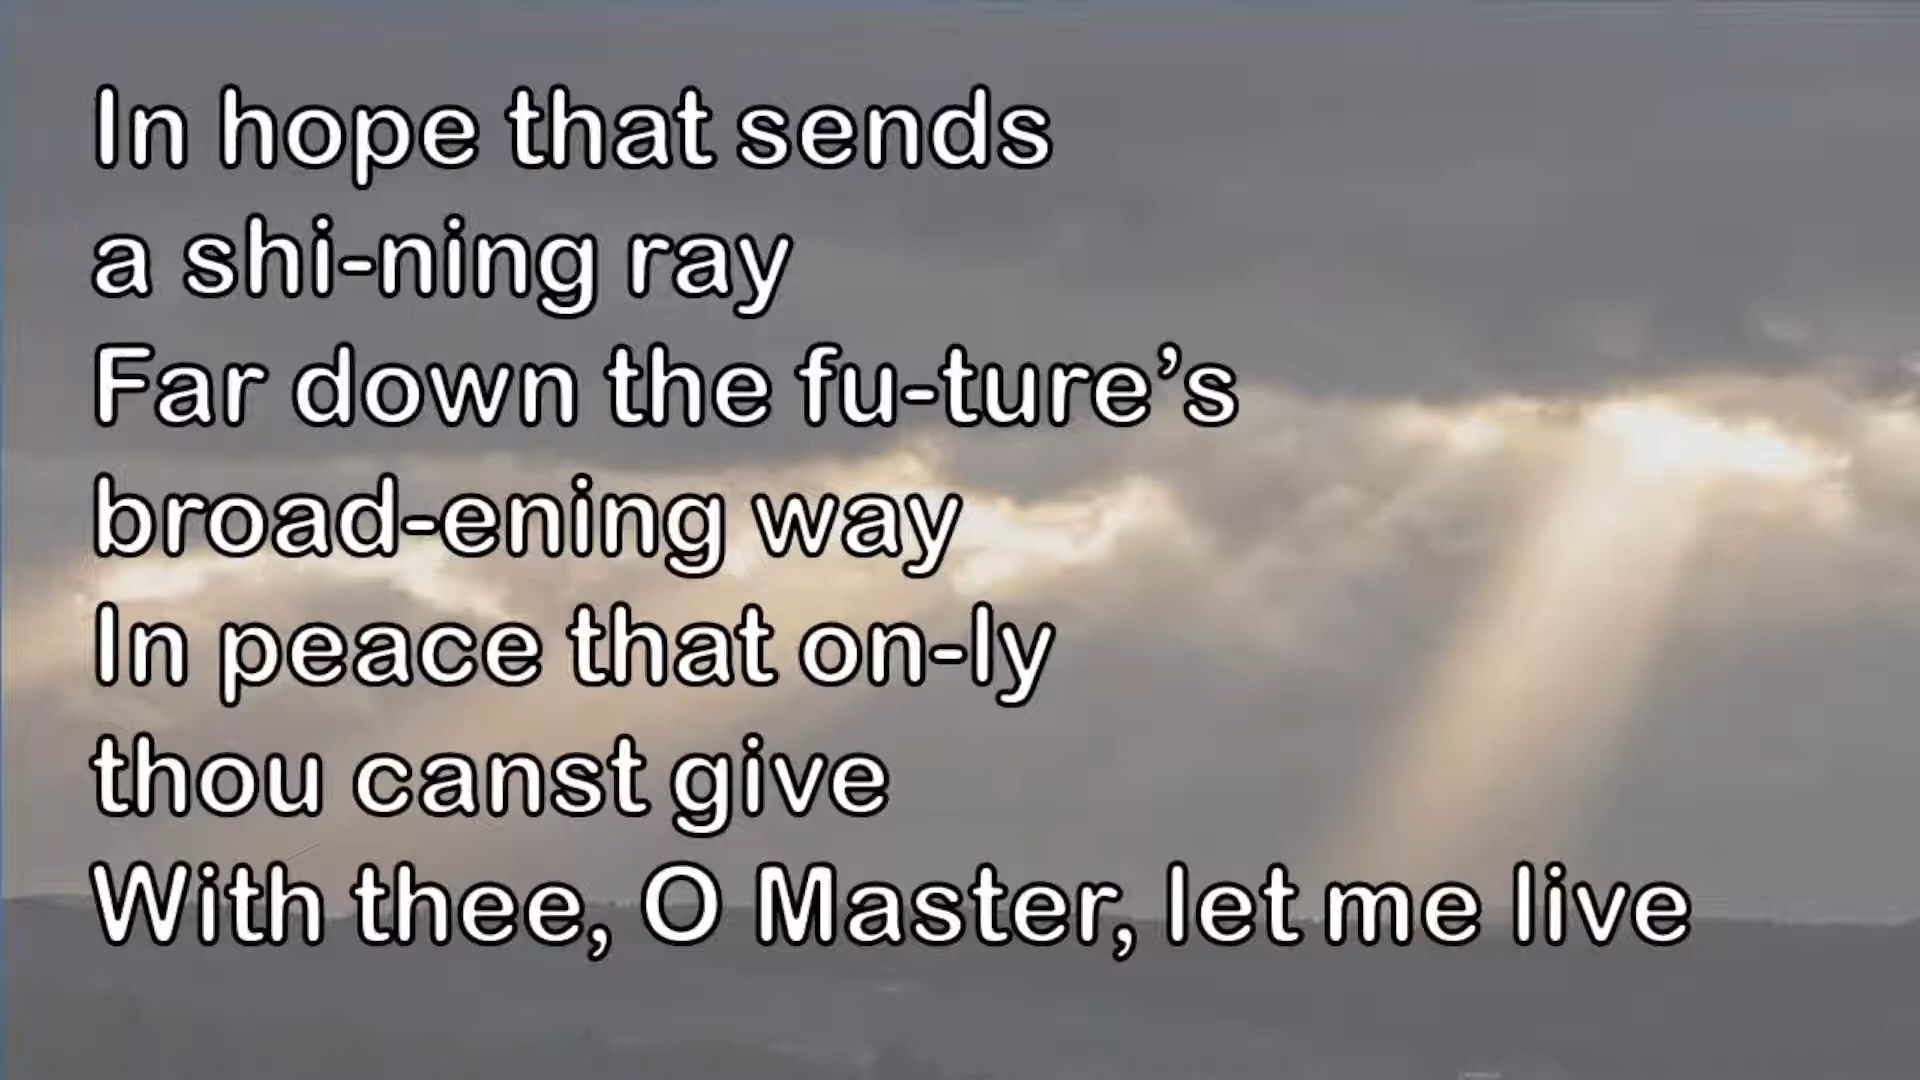 In hope that sends
a shi-ning ray
Far down the fu-ture’s
broad-ening way
In peace that on-ly
thou canst give
With thee, O Master, let me live